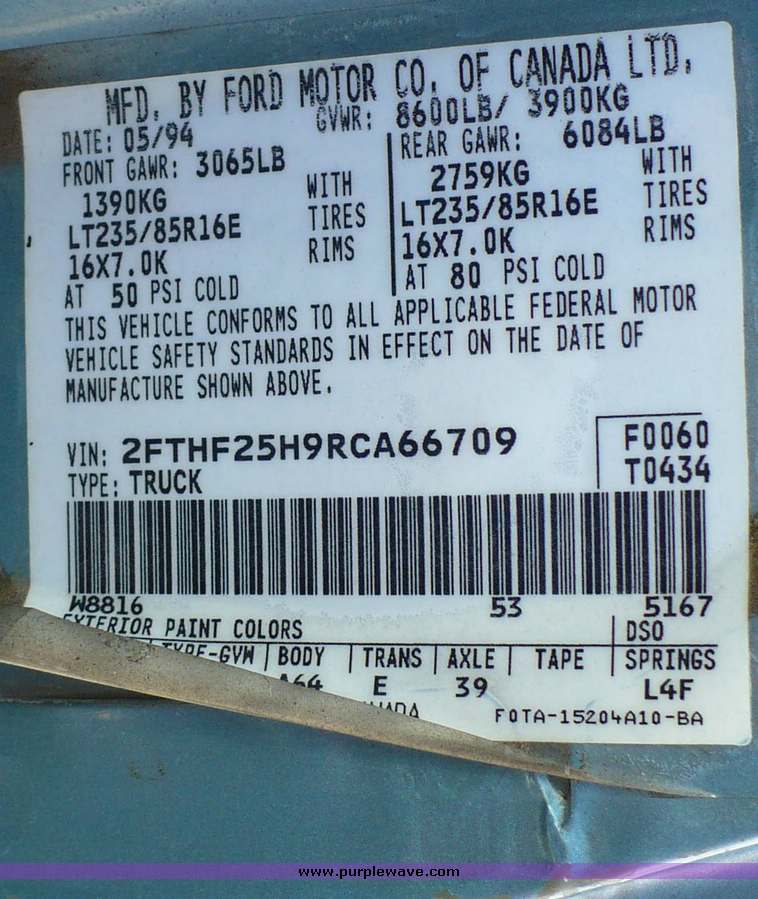 MFD. BY FORD MOTOR CO. OF CANADA LTD.
DATE: 05/94 GVWR: 8600LB/ 3900KG
FRONT GAWR: 3065LB
1390KG WITH
LT235/85R16E TIRES
16X7.0K RIMS
AT 50 PSI COLD
REAR GAWR: 6084LB
2759KG WITH
LT235/85R16E TIRES
16X7.0K RIMS
AT 80 PSI COLD
THIS VEHICLE CONFORMS TO ALL APPLICABLE FEDERAL MOTOR
VEHICLE SAFETY STANDARDS IN EFFECT ON THE DATE OF
MANUFACTURE SHOWN ABOVE.
VIN: 2FTHF25H9RCA66709 F0060
TYPE: TRUCK T0434
W8816 53 5167
EXTERIOR PAINT COLORS DSO
TYPE-GVW BODY TRANS AXLE TAPE SPRINGS
A64 E 39 L4F
F0TA-15204A10-BA
www.purplewave.com